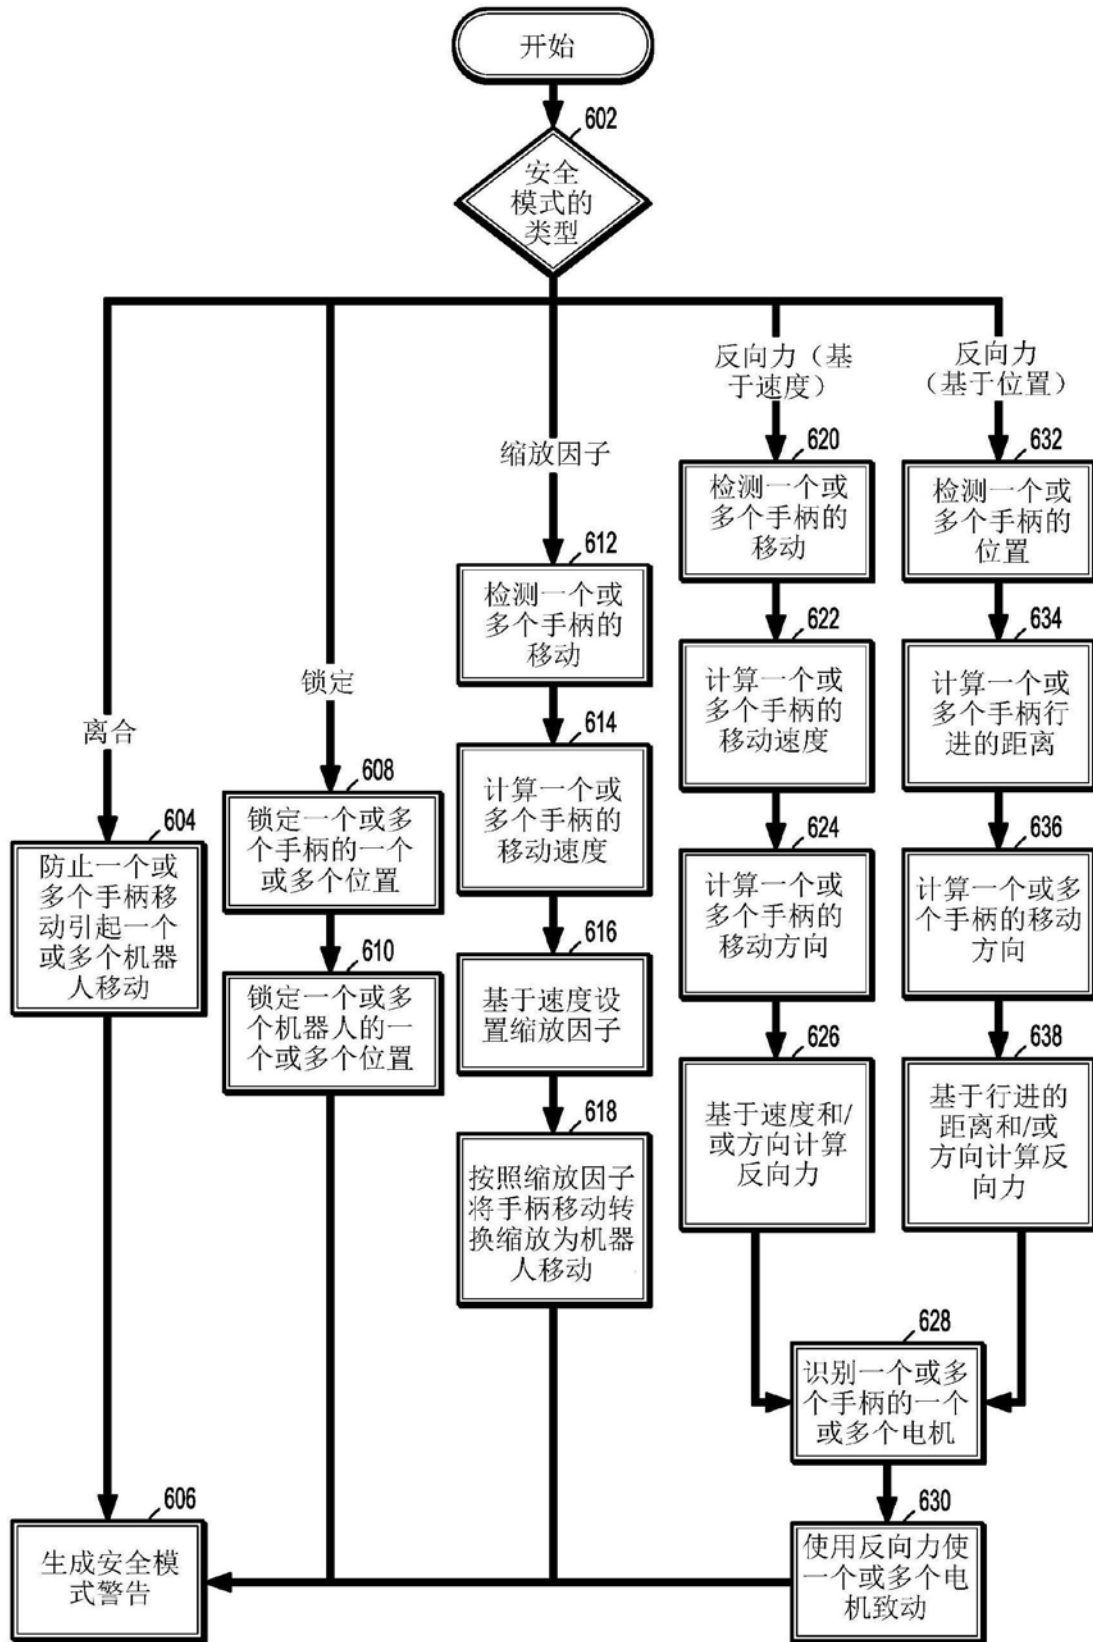 开始
602
安全
模式的
类型
离合
604
防止一个或
多个手柄移
动引起一个
或多个机器
人移动
606
生成安全模
式警告
锁定
608
锁定一个或多
个手柄的一个
或多个位置
610
锁定一个或多
个机器人的一
个或多个位置
缩放因子
612
检测一个或
多个手柄的
移动
614
计算一个或
多个手柄的
移动速度
616
基于速度设
置缩放因子
618
按照缩放因子
将手柄移动转
换缩放为机器
人移动
反向力（基
于速度）
620
检测一个或
多个手柄的
移动
622
计算一个或
多个手柄的
移动速度
624
计算一个或
多个手柄的
移动方向
626
基于速度和/
或方向计算
反向力
反向力
（基于位置）
632
检测一个或
多个手柄的
位置
634
计算一个或
多个手柄行
进的距离
636
计算一个或多
个手柄的移动
方向
638
基于行进的
距离和/或
方向计算反
向力
628
识别一个或多
个手柄的一个
或多个电机
630
使用反向力使
一个或多个电
机致动